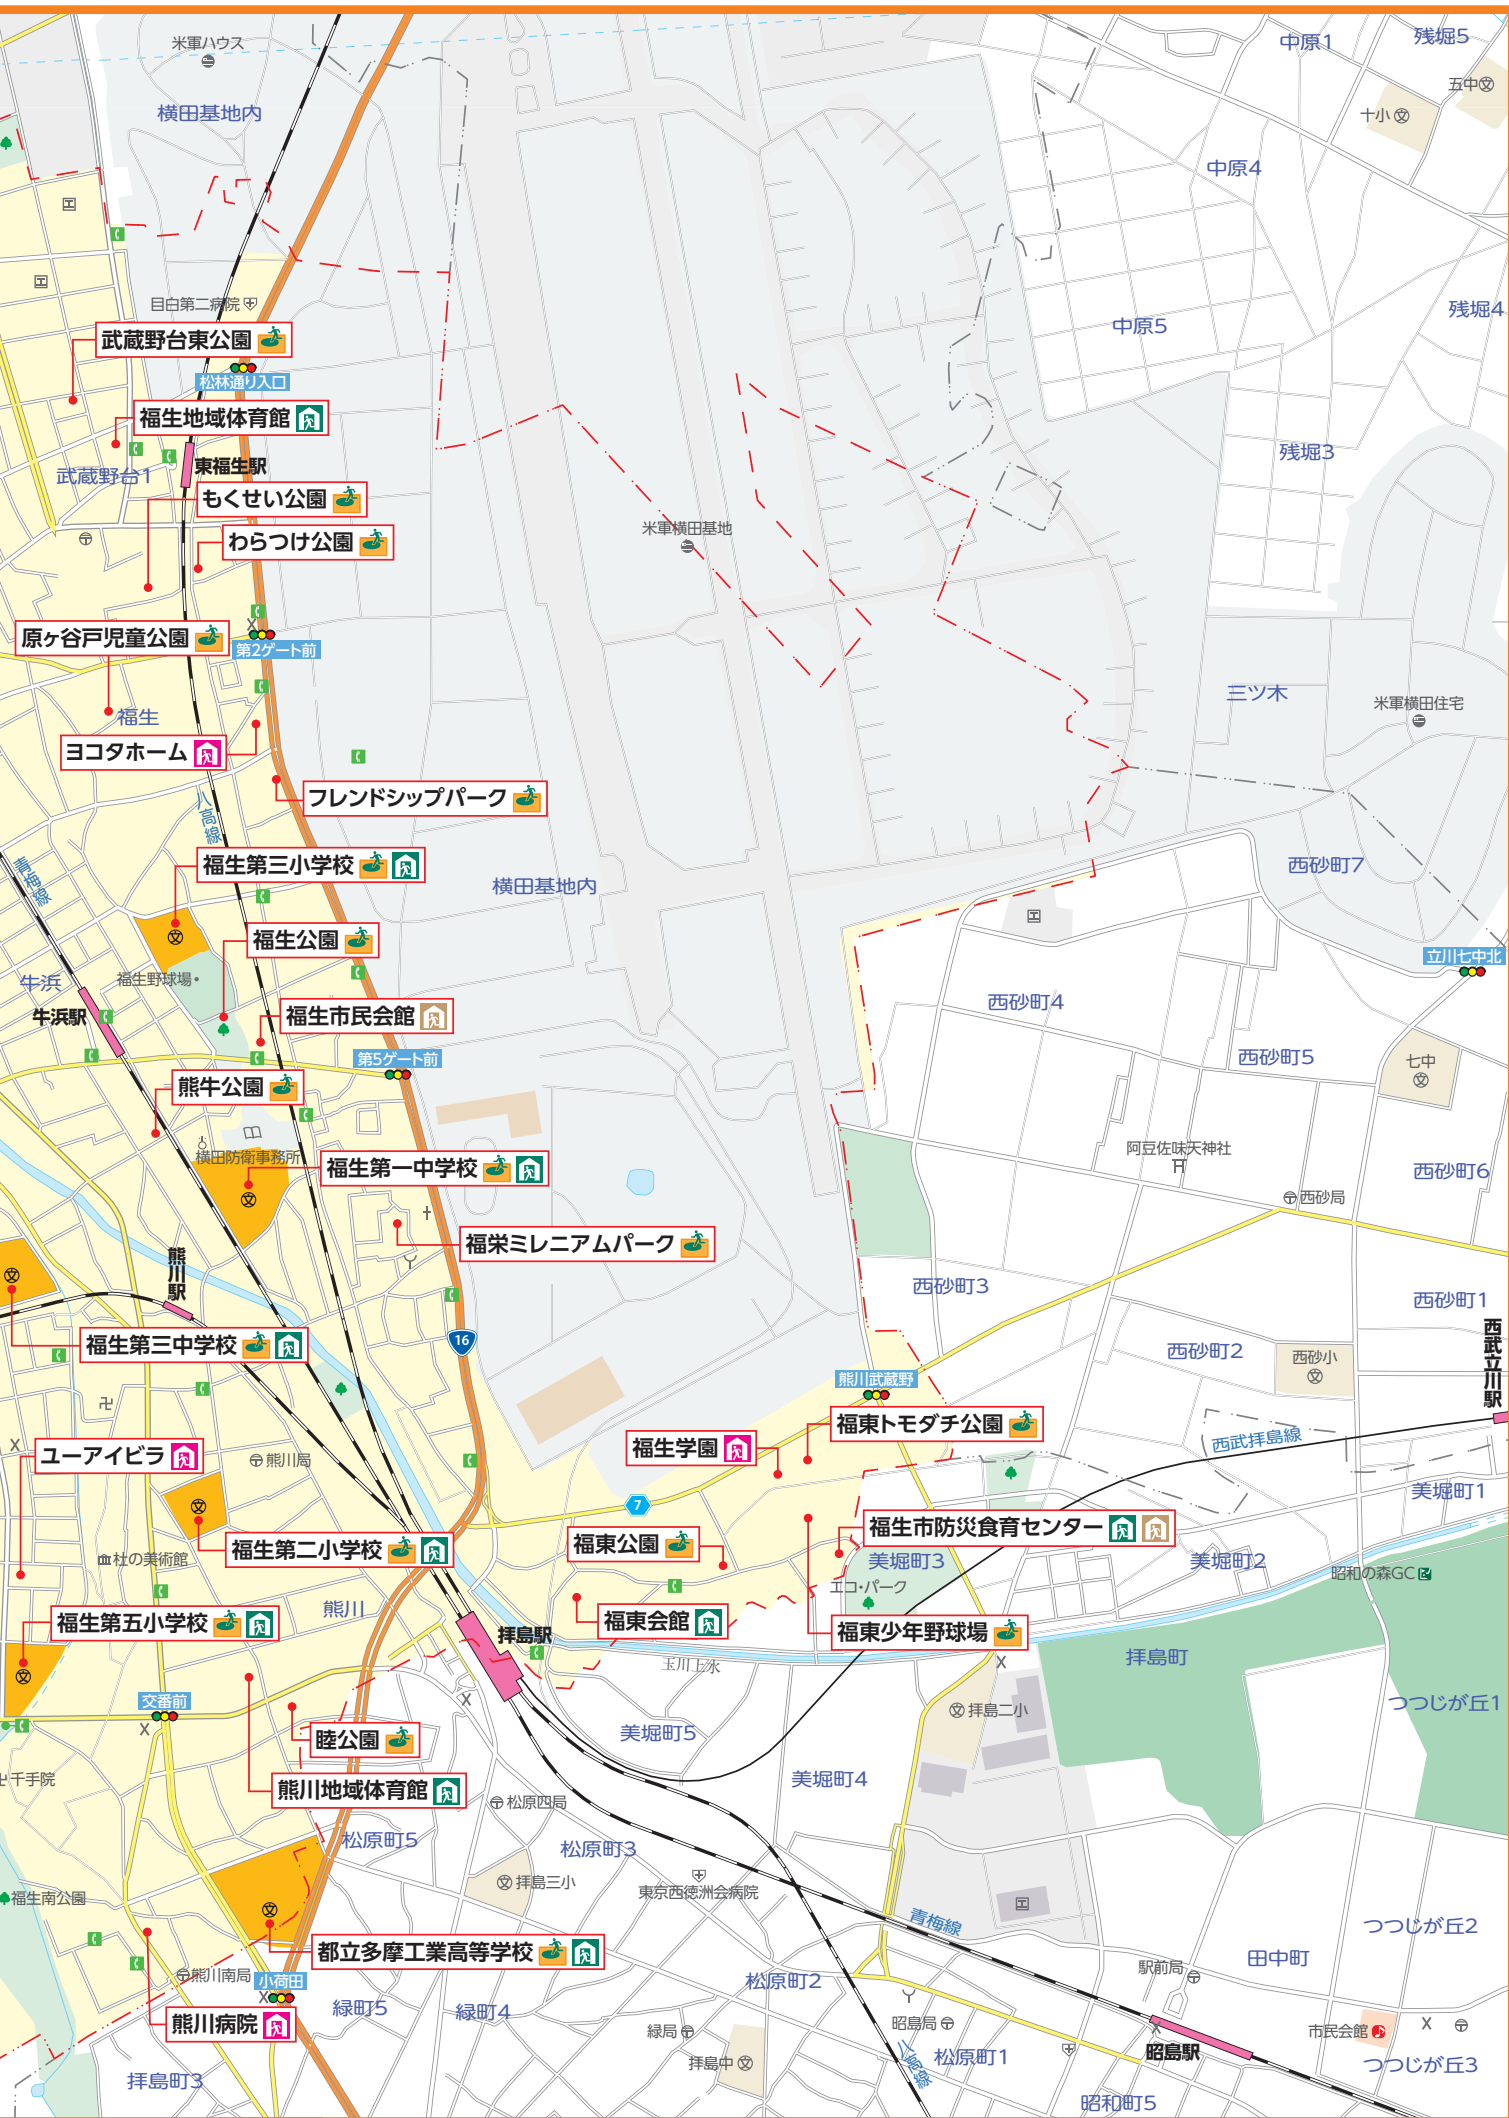 米軍ハウス
中原1
残堀5
五中
横田基地内
十小
中原4
目白第二病院
残堀4
中原5
武蔵野台東公園
松林通り入口
福生地域体育館
残堀3
東福生駅
武蔵野台1
もくせい公園
わらつけ公園
米軍横田基地
原ヶ谷戸児童公園
第2ゲート前
三ツ木
米軍横田住宅
福生
ヨコタホーム
フレンドシップパーク
八高線
福生第三小学校
西砂町7
青梅線
横田基地内
福生公園
立川七中北
福生野球場
牛浜
西砂町4
牛浜駅
福生市民会館
第5ゲート前
西砂町5
七中
熊牛公園
阿豆佐味天神社
横田防衛事務所
福生第一中学校
西砂町6
西砂局
福栄ミレニアムパーク
熊川駅
西砂町3
西砂町1
16
福生第三中学校
西砂町2
西砂小
西武立川駅
熊川武蔵野
福東トモダチ公園
福生学園
西武拝島線
ユーアイビラ
熊川局
美堀町1
7
福生市防災食育センター
福生第二小学校
福東公園
杜の美術館
美堀町3
美堀町2
昭和の森GC
エコ・パーク
熊川
福生第五小学校
福東会館
福東少年野球場
拝島駅
玉川上水
拝島町
交番前
つつじが丘1
拝島二小
美堀町5
睦公園
千手院
美堀町4
熊川地域体育館
松原四局
松原町5
松原町3
拝島三小
東京西徳洲会病院
福生南公園
青梅線
つつじが丘2
都立多摩工業高等学校
田中町
駅前局
熊川南局
小荷田
松原町2
緑町5
緑町4
昭島局
熊川病院
緑局
市民会館
八高線
松原町1
昭島駅
拝島中
つつじが丘3
拝島町3
昭和町5